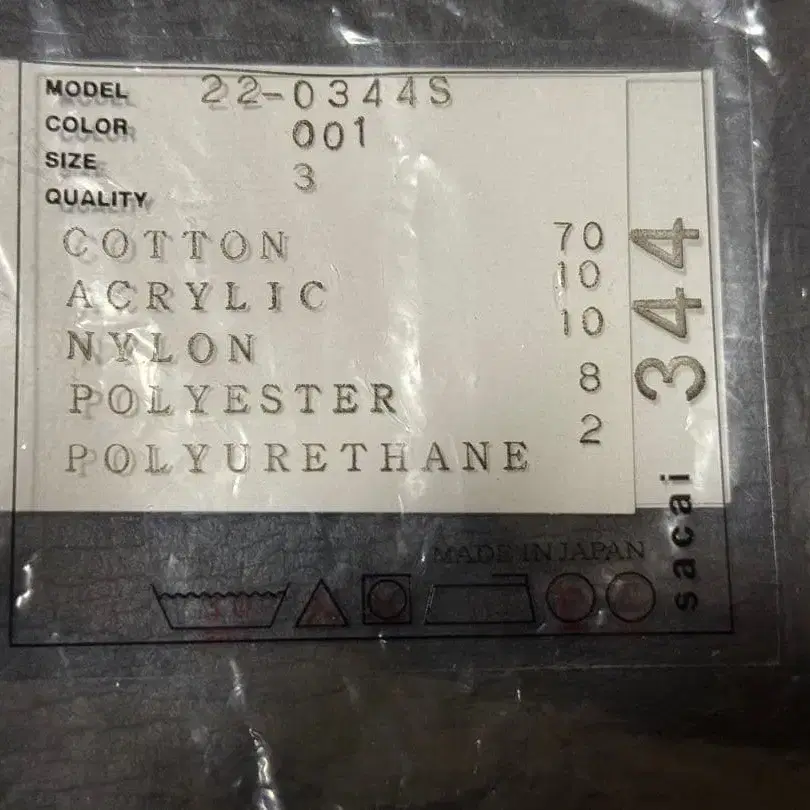 MODEL 22-0344S
COLOR 001
SIZE 3
QUALITY
COTTON 70
ACRYLIC 10
NYLON 10
POLYESTER 8
POLYURETHANE 2
344
sacai
MADE IN JAPAN